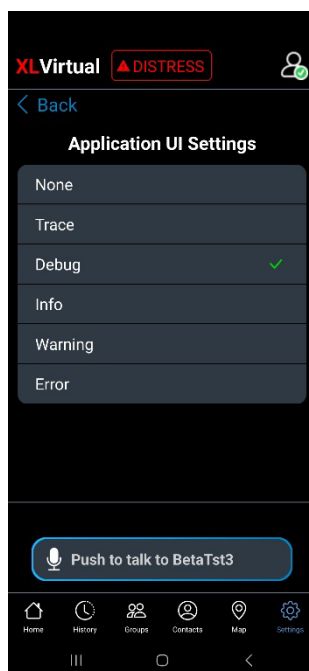 XLVirtual DISTRESS
Back
Application UI Settings
None
Trace
Debug
Info
Warning
Error
Push to talk to BetaTst3
Home History Groups Contacts Map Settings